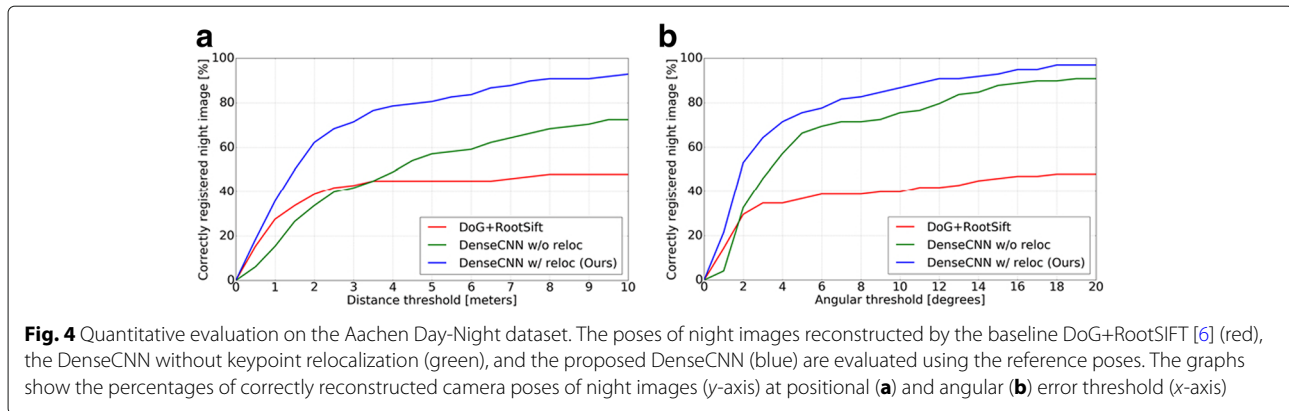 a
Correctly registered night image [%]
100
80
60
40
20
0
0 1 2 3 4 5 6 7 8 9 10
Distance threshold [meters]
DoG+RootSift
DenseCNN w/o reloc
DenseCNN w/ reloc (Ours)
b
Correctly registered night image [%]
100
80
60
40
20
0
0 2 4 6 8 10 12 14 16 18 20
Angular threshold [degrees]
DoG+RootSift
DenseCNN w/o reloc
DenseCNN w/ reloc (Ours)
Fig. 4 Quantitative evaluation on the Aachen Day-Night dataset. The poses of night images reconstructed by the baseline DoG+RootSIFT [6] (red),
the DenseCNN without keypoint relocalization (green), and the proposed DenseCNN (blue) are evaluated using the reference poses. The graphs
show the percentages of correctly reconstructed camera poses of night images (y-axis) at positional (a) and angular (b) error threshold (x-axis)